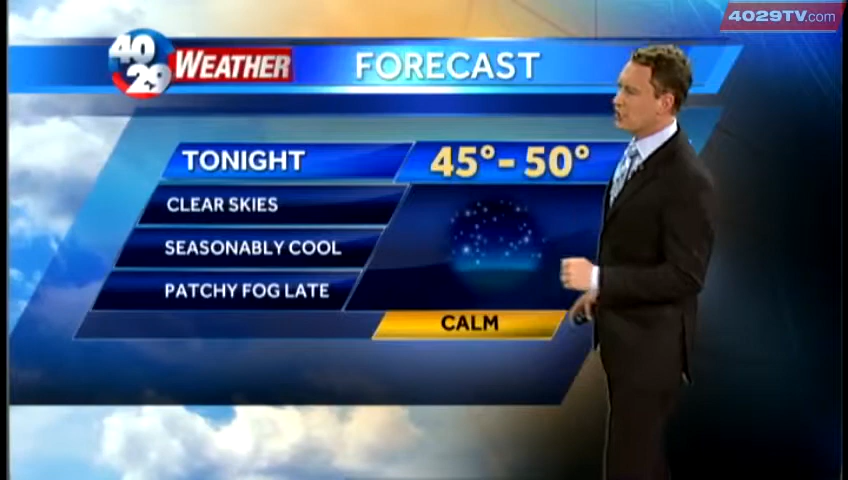 4029TV.com
40
29
WEATHER
FORECAST
TONIGHT
45°- 50°
CLEAR SKIES
SEASONABLY COOL
PATCHY FOG LATE
CALM